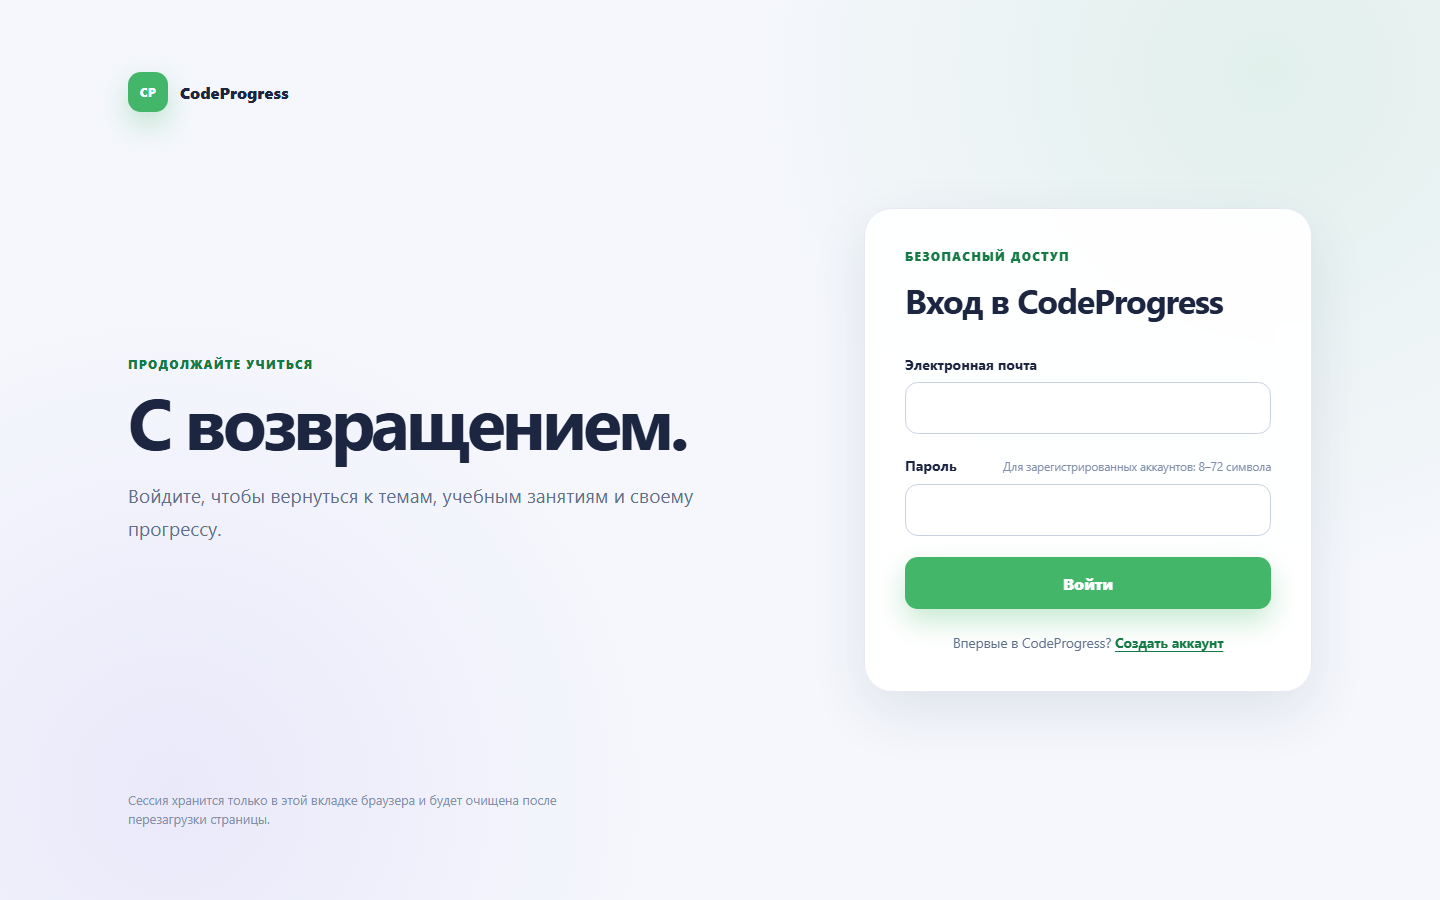 CP
CodeProgress
ПРОДОЛЖАЙТЕ УЧИТЬСЯ
С возвращением.
Войдите, чтобы вернуться к темам, учебным занятиям и своему
прогрессу.
Сессия хранится только в этой вкладке браузера и будет очищена после
перезагрузки страницы.
БЕЗОПАСНЫЙ ДОСТУП
Вход в CodeProgress
Электронная почта
Пароль Для зарегистрированных аккаунтов: 8–72 символа
Войти
Впервые в CodeProgress? Создать аккаунт